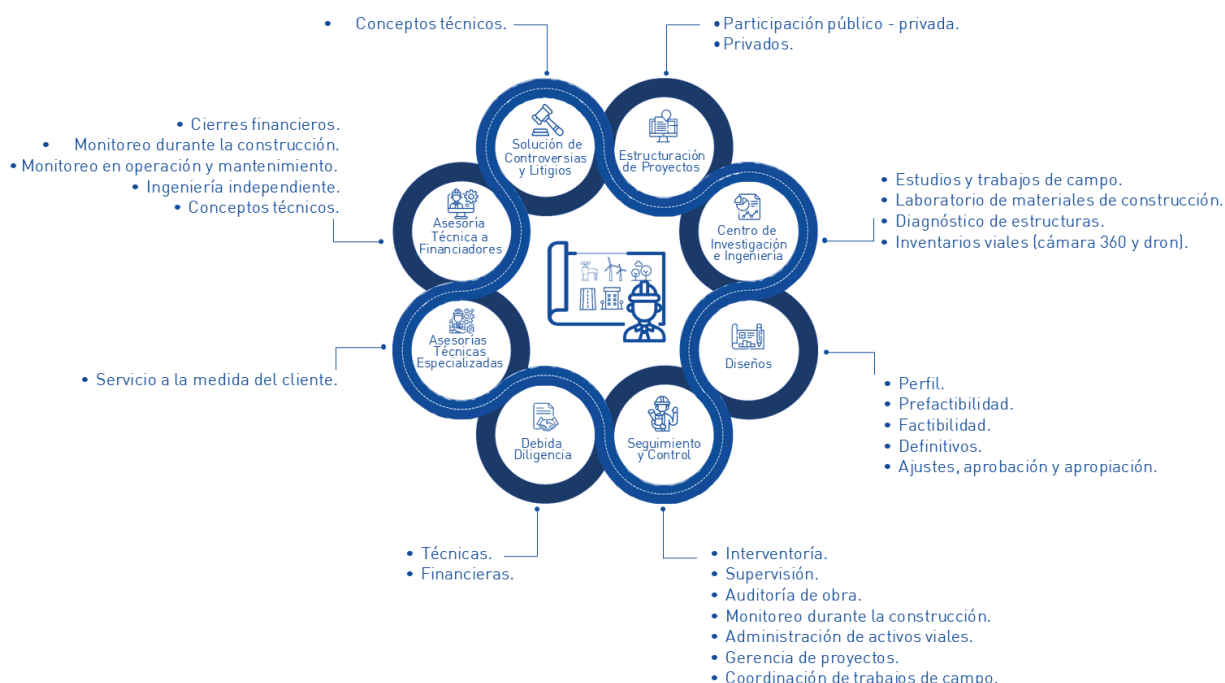 • Conceptos técnicos.
• Participación público - privada.
• Privados.
Solución de
Controversias
y Litigios
Estructuración
de Proyectos
• Cierres financieros.
• Monitoreo durante la construcción.
• Monitoreo en operación y mantenimiento.
• Ingeniería independiente.
• Conceptos técnicos.
Asesoría
Técnica a
Financiadores
Centro de
Investigación
e Ingeniería
• Estudios y trabajos de campo.
• Laboratorio de materiales de construcción.
• Diagnóstico de estructuras.
• Inventarios viales (cámara 360 y dron).
Asesorías
Técnicas
Especializadas
• Servicio a la medida del cliente.
Diseños
• Perfil.
• Prefactibilidad.
• Factibilidad.
• Definitivos.
• Ajustes, aprobación y apropiación.
Debida
Diligencia
Seguimiento
y Control
• Técnicas.
• Financieras.
• Interventoría.
• Supervisión.
• Auditoría de obra.
• Monitoreo durante la construcción.
• Administración de activos viales.
• Gerencia de proyectos.
• Coordinación de trabajos de campo.